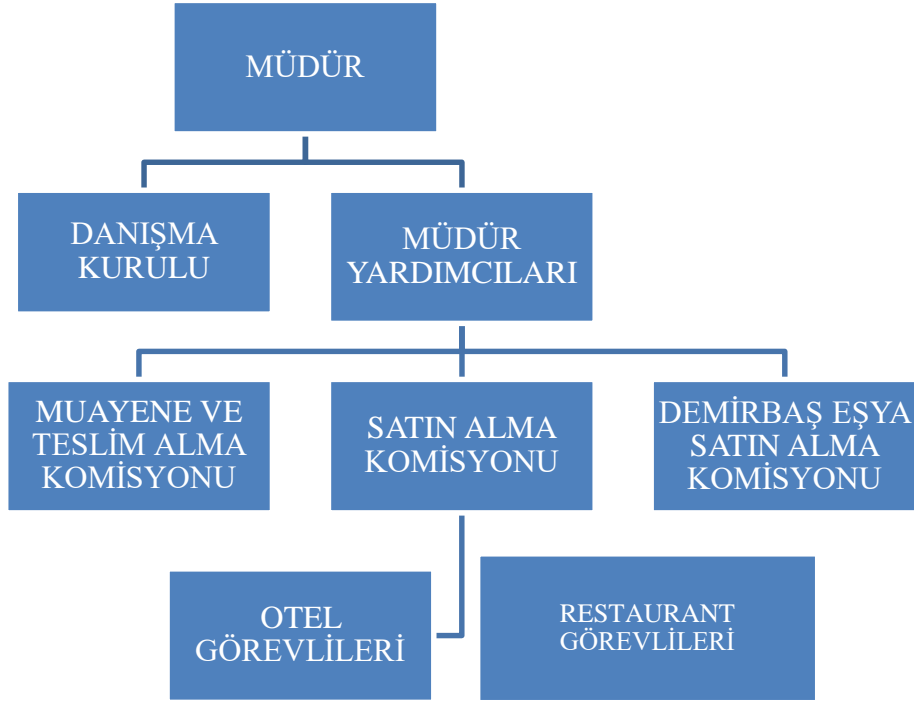 MÜDÜR
DANIŞMA
KURULU
MÜDÜR
YARDIMCILARI
MUAYENE VE
TESLİM ALMA
KOMİSYONU
SATIN ALMA
KOMİSYONU
DEMİRBAŞ EŞYA
SATIN ALMA
KOMİSYONU
OTEL
GÖREVLİLERİ
RESTAURANT
GÖREVLİLERİ